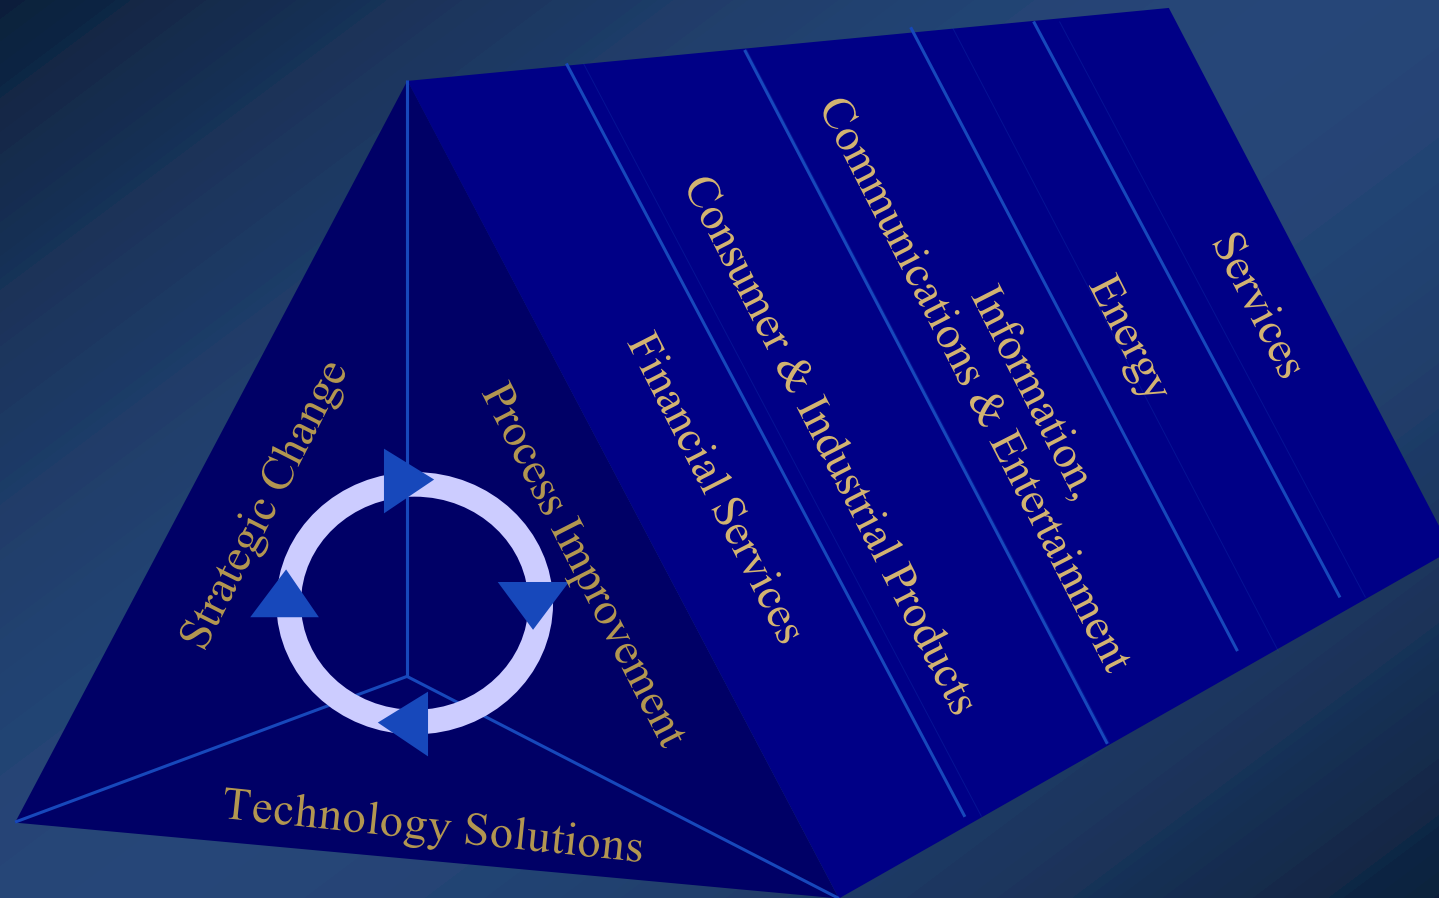 Strategic Change
Process Improvement
Technology Solutions
Financial Services
Consumer & Industrial Products
Information,
Communications & Entertainment
Energy
Services